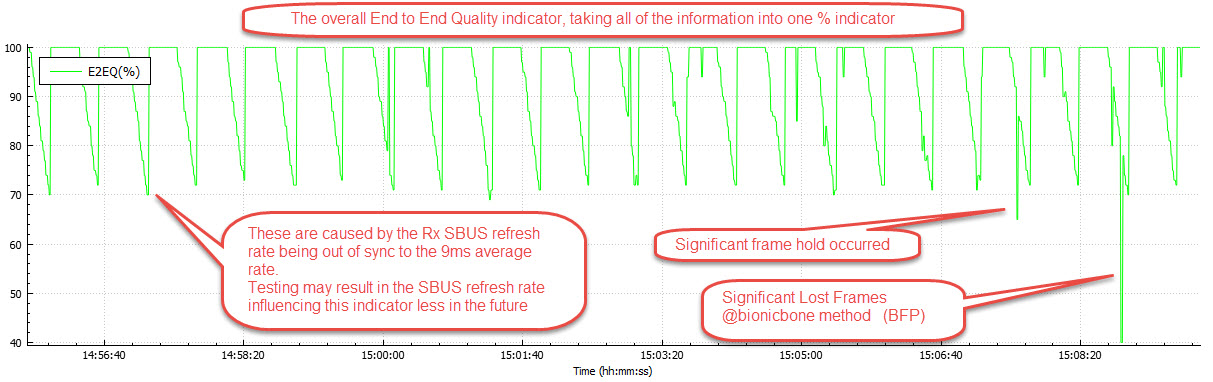 The overall End to End Quality indicator, taking all of the information into one % indicator
100
E2EQ(%)
90
80
70
60
50
40
These are caused by the Rx SBUS refresh
rate being out of sync to the 9ms average
rate.
Testing may result in the SBUS refresh rate
influencing this indicator less in the future
Significant frame hold occurred
Significant Lost Frames
@bionicbone method (BFP)
14:56:40
14:58:20
15:00:00
15:01:40
15:03:20
15:05:00
15:06:40
15:08:20
Time (hh:mm:ss)